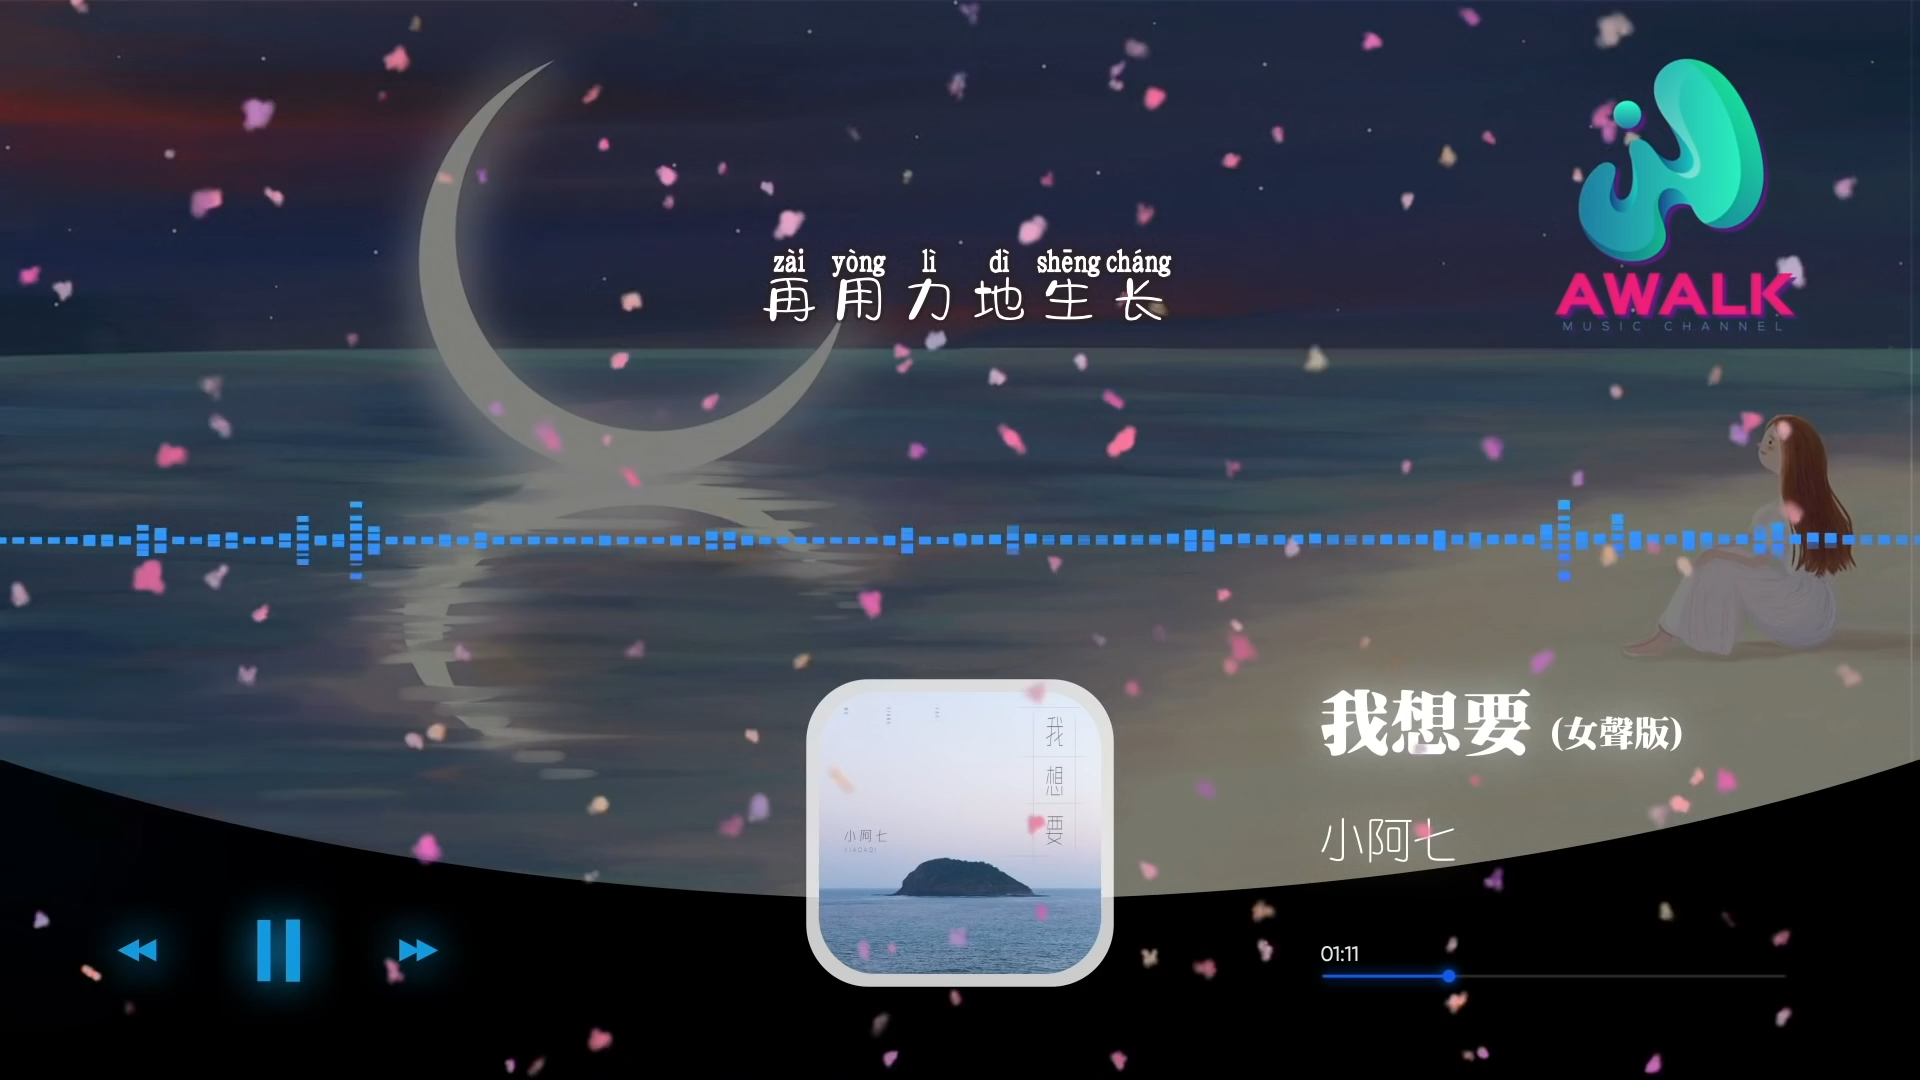 zài yòng lì dì shēng cháng
再用力地生长
AWALK
MUSIC CHANNEL
我想要
小阿七
XIAOAQI
我想要 (女聲版)
小阿七
01:11